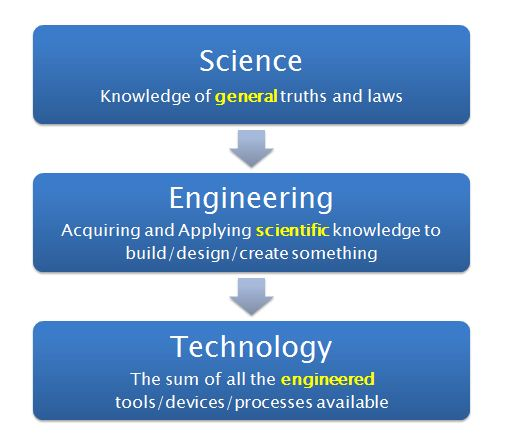 Science
Knowledge of general truths and laws
Engineering
Acquiring and Applying scientific knowledge to
build/design/create something
Technology
The sum of all the engineered
tools/devices/processes available